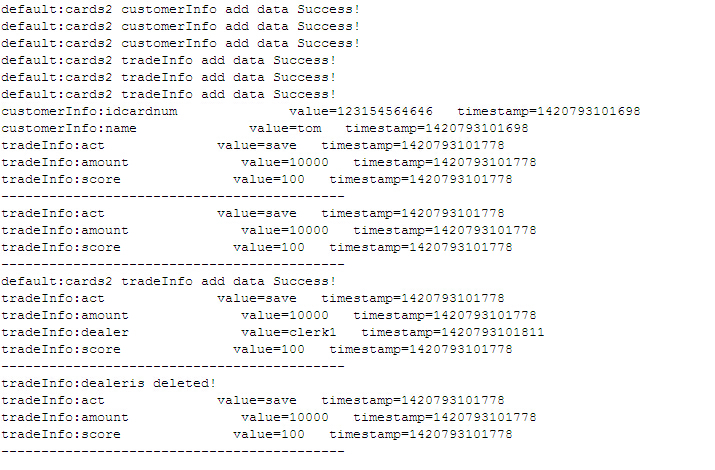 default:cards2 customerInfo add data Success!
default:cards2 customerInfo add data Success!
default:cards2 customerInfo add data Success!
default:cards2 tradeInfo add data Success!
default:cards2 tradeInfo add data Success!
default:cards2 tradeInfo add data Success!
customerInfo:idcardnum value=123154564646 timestamp=1420793101698
customerInfo:name value=tom timestamp=1420793101698
tradeInfo:act value=save timestamp=1420793101778
tradeInfo:amount value=10000 timestamp=1420793101778
tradeInfo:score value=100 timestamp=1420793101778
-------------------------------------------
tradeInfo:act value=save timestamp=1420793101778
tradeInfo:amount value=10000 timestamp=1420793101778
tradeInfo:score value=100 timestamp=1420793101778
-------------------------------------------
default:cards2 tradeInfo add data Success!
tradeInfo:act value=save timestamp=1420793101778
tradeInfo:amount value=10000 timestamp=1420793101778
tradeInfo:dealer value=clerk1 timestamp=1420793101811
tradeInfo:score value=100 timestamp=1420793101778
-------------------------------------------
tradeInfo:dealeris deleted!
tradeInfo:act value=save timestamp=1420793101778
tradeInfo:amount value=10000 timestamp=1420793101778
tradeInfo:score value=100 timestamp=1420793101778
-------------------------------------------